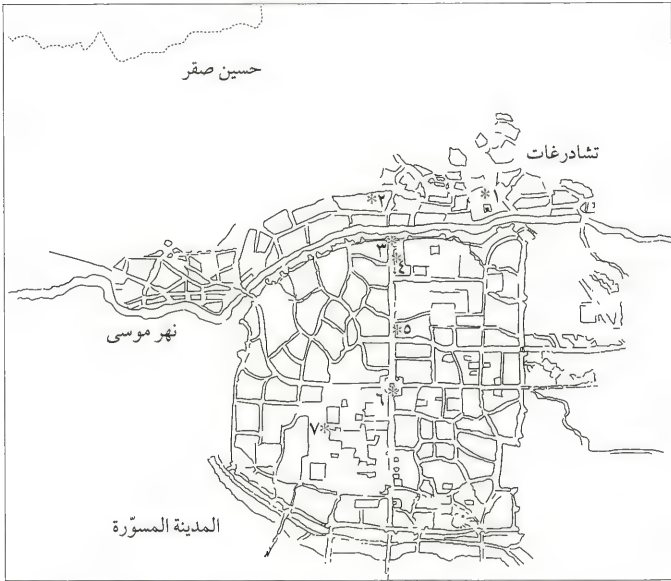 حسين صقر
تشادرغات
١
٢
٣
٤
٥
نهر موسى
٦
٧
المدينة المسوّرة